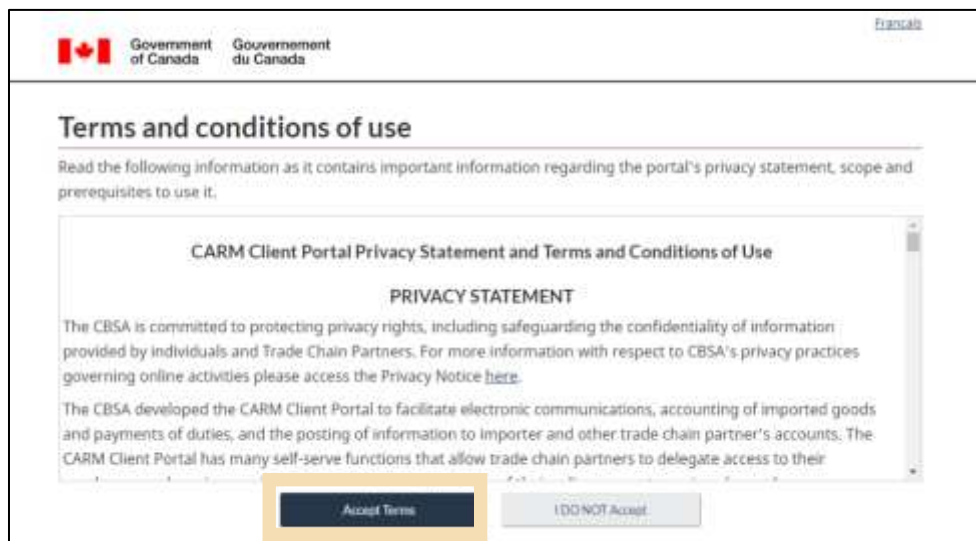 Français
Government Gouvernement
of Canada du Canada
Terms and conditions of use
Read the following information as it contains important information regarding the portal's privacy statement, scope and
prerequisites to use it.
CARM Client Portal Privacy Statement and Terms and Conditions of Use
PRIVACY STATEMENT
The CBSA is committed to protecting privacy rights, including safeguarding the confidentiality of information
provided by individuals and Trade Chain Partners. For more information with respect to CBSA's privacy practices
governing online activities please access the Privacy Notice here.
The CBSA developed the CARM Client Portal to facilitate electronic communications, accounting of imported goods
and payments of duties, and the posting of information to importer and other trade chain partner's accounts. The
CARM Client Portal has many self-serve functions that allow trade chain partners to delegate access to their
Accept Terms I DO NOT Accept